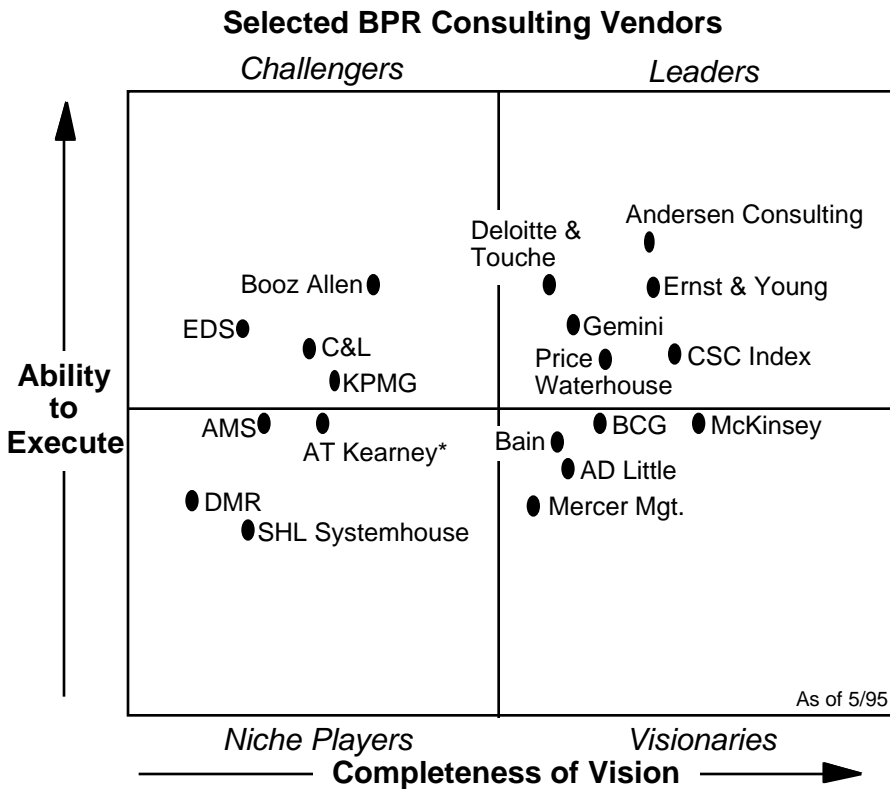 Selected BPR Consulting Vendors
Challengers
Leaders
Andersen Consulting
Deloitte &
Touche
Booz Allen
Ernst & Young
EDS
Gemini
C&L
Price
Waterhouse
CSC Index
KPMG
Ability
to
Execute
AMS
AT Kearney*
BCG
McKinsey
Bain
AD Little
DMR
Mercer Mgt.
SHL Systemhouse
As of 5/95
Niche Players
Visionaries
Completeness of Vision